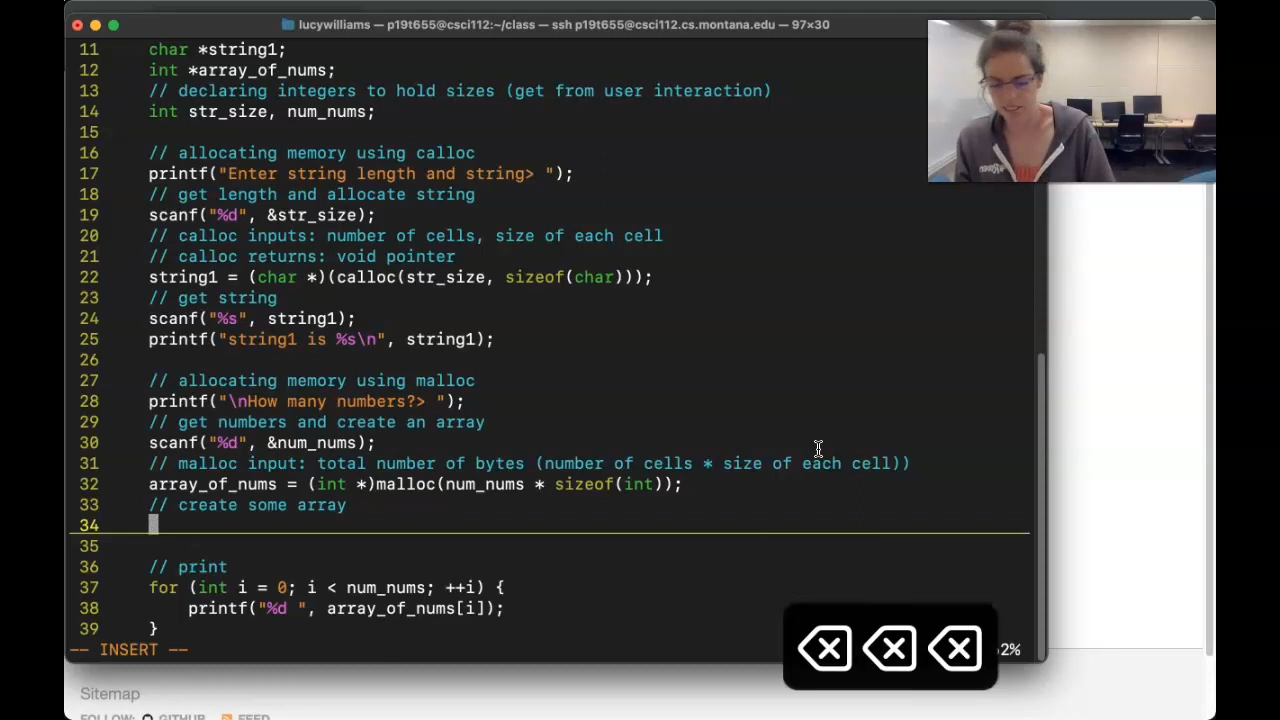 lucywilliams — p19t655@csci112:~/class — ssh p19t655@csci112.cs.montana.edu — 97×30
11 char *string1;
12 int *array_of_nums;
13 // declaring integers to hold sizes (get from user interaction)
14 int str_size, num_nums;
15
16 // allocating memory using calloc
17 printf("Enter string length and string> ");
18 // get length and allocate string
19 scanf("%d", &str_size);
20 // calloc inputs: number of cells, size of each cell
21 // calloc returns: void pointer
22 string1 = (char *)(calloc(str_size, sizeof(char)));
23 // get string
24 scanf("%s", string1);
25 printf("string1 is %s\n", string1);
26
27 // allocating memory using malloc
28 printf("\nHow many numbers?> ");
29 // get numbers and create an array
30 scanf("%d", &num_nums);
31 // malloc input: total number of bytes (number of cells * size of each cell))
32 array_of_nums = (int *)malloc(num_nums * sizeof(int));
33 // create some array
34
35
36 // print
37 for (int i = 0; i < num_nums; ++i) {
38 printf("%d ", array_of_nums[i]);
39 }
-- INSERT -- 2%
Sitemap
FOLLOW: GITHUB FEED